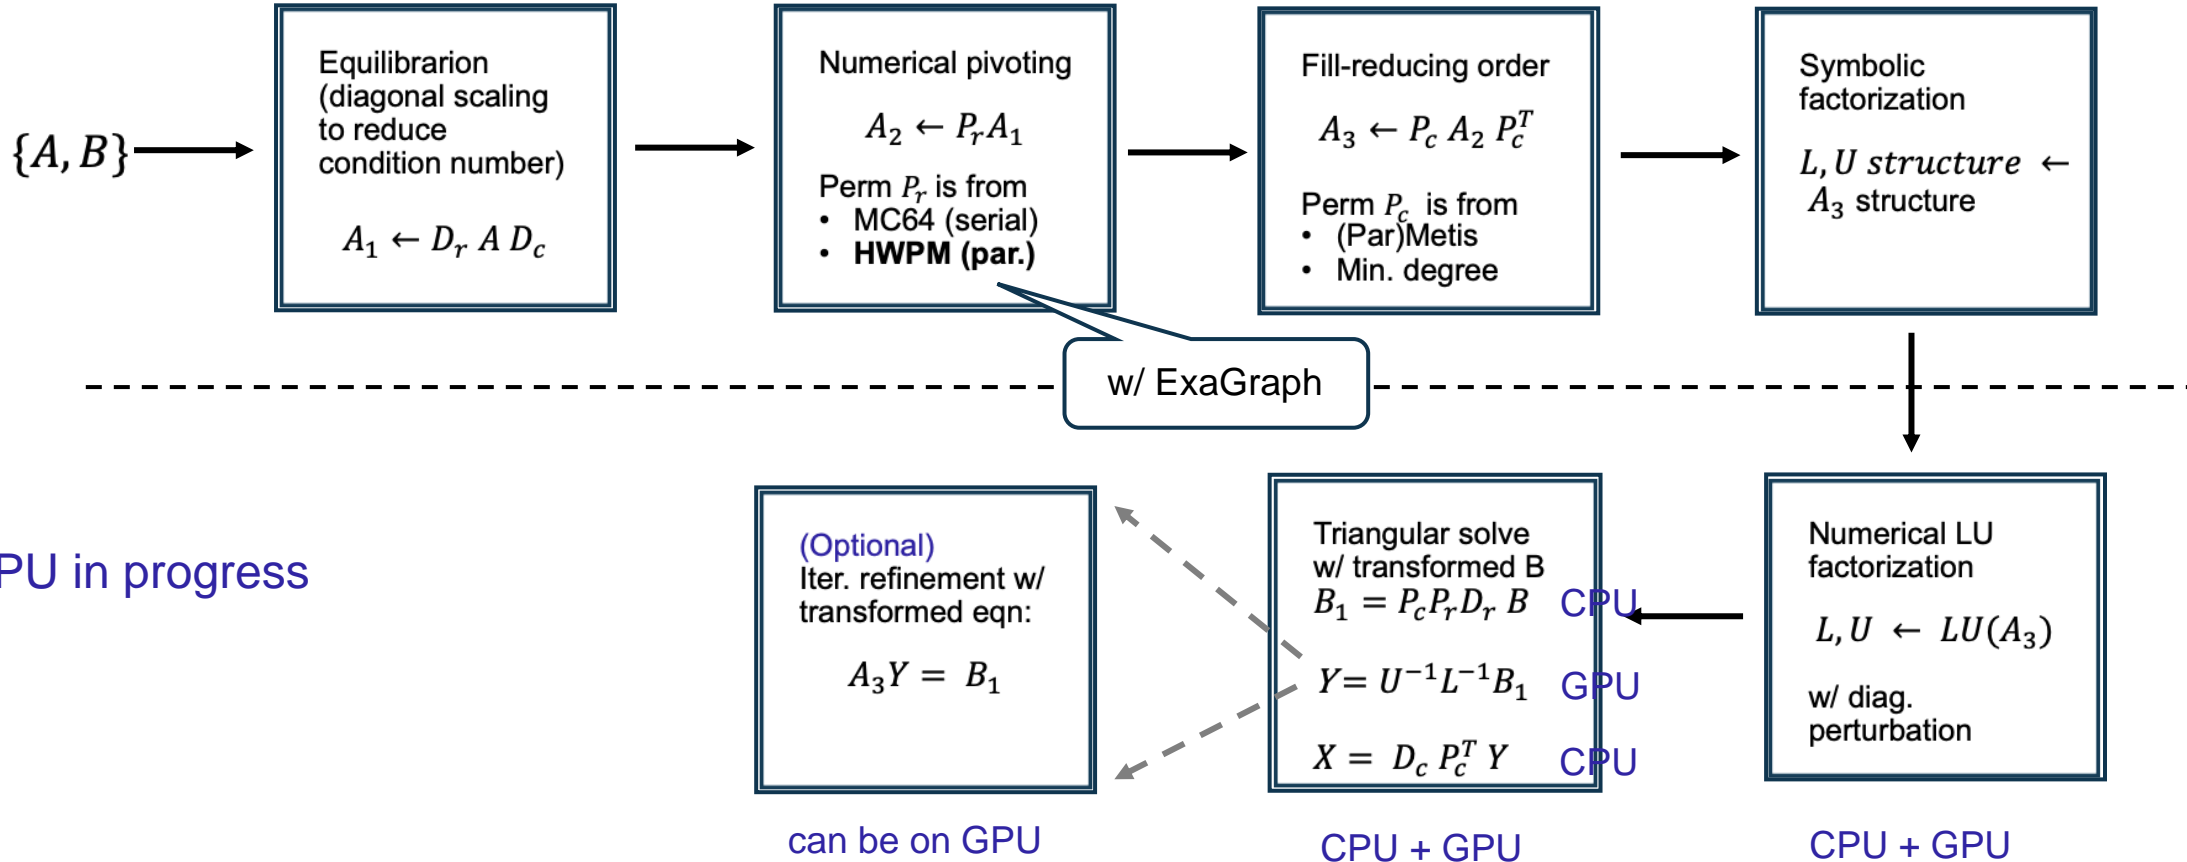 {A, B}
Equilibrarion
(diagonal scaling
to reduce
condition number)
A₁ ← D_r A D_c
Numerical pivoting
A₂ ← P_r A₁
Perm P_r is from
• MC64 (serial)
• HWPM (par.)
Fill-reducing order
A₃ ← P_c A₂ P_c^T
Perm P_c is from
• (Par)Metis
• Min. degree
Symbolic
factorization
L, U structure ←
A₃ structure
w/ ExaGraph
PU in progress
(Optional)
Iter. refinement w/
transformed eqn:
A₃Y = B₁
can be on GPU
Triangular solve
w/ transformed B
B₁ = P_c P_r D_r B CPU
Y= U⁻¹L⁻¹B₁ GPU
X = D_c P_c^T Y CPU
CPU + GPU
Numerical LU
factorization
L, U ← LU(A₃)
w/ diag.
perturbation
CPU + GPU